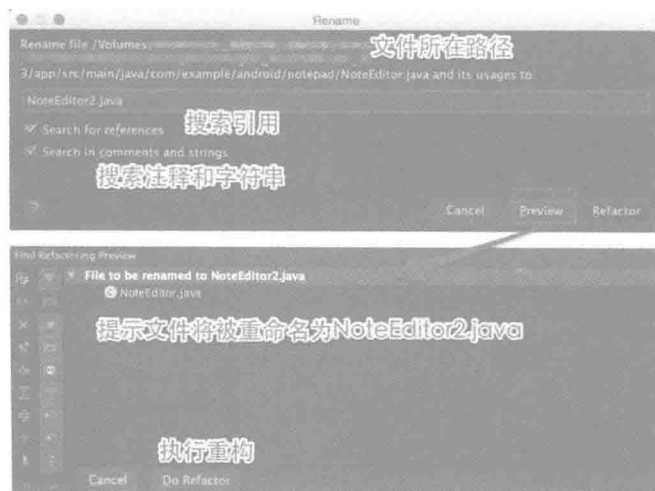 Rename
Rename file /Volumes
文件所在路径
3/app/src/main/java/com/example/android/notepad/NoteEditor.java and its usages to
NoteEditor2.java
Search for references
搜索引用
Search in comments and strings
搜索注释和字符串
?
Cancel Preview Refactor
Find Refactoring Preview
File to be renamed to NoteEditor2.java
NoteEditor.java
提示文件将被重命名为NoteEditor2.java
执行重构
Cancel Do Refactor